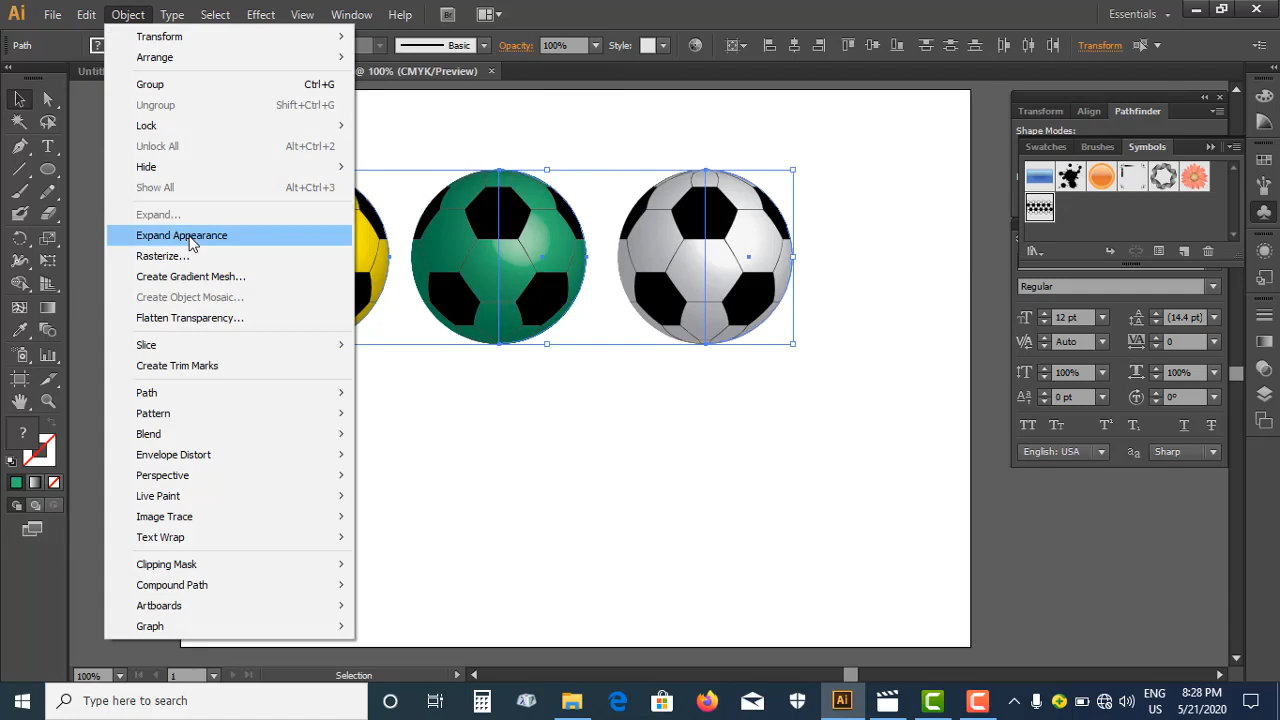 Ai File Edit Object Type Select Effect View Window Help Br Essentials
Path ? Basic Opacity: 100% Style: Transform
@ 100% (CMYK/Preview)
Transform
Arrange
Group Ctrl+G
Ungroup Shift+Ctrl+G
Lock
Unlock All Alt+Ctrl+2
Hide
Show All Alt+Ctrl+3
Expand...
Expand Appearance
Rasterize...
Create Gradient Mesh...
Create Object Mosaic...
Flatten Transparency...
Slice
Create Trim Marks
Path
Pattern
Blend
Envelope Distort
Perspective
Live Paint
Image Trace
Text Wrap
Clipping Mask
Compound Path
Artboards
Graph
Transform Align Pathfinder
Shape Modes:
Swatches Brushes Symbols
Regular
12 pt (14.4 pt)
Auto 0
100% 100%
0 pt 0°
English: USA Sharp
?
100% 1 Selection
Type here to search
Ai
ENG
US
5:28 PM
5/21/2020